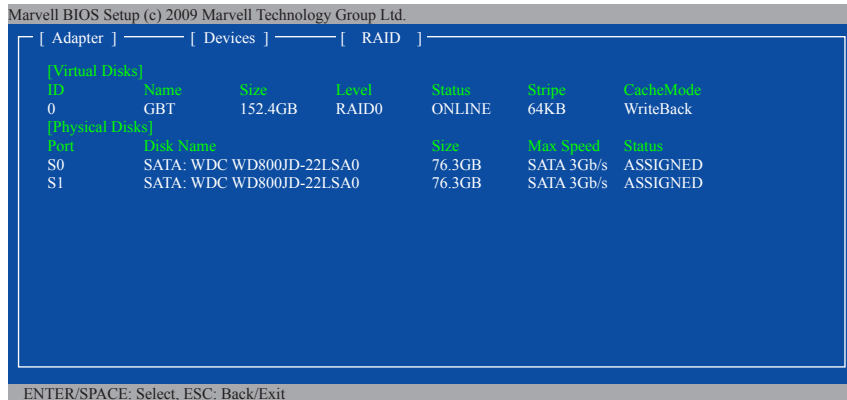 Marvell BIOS Setup (c) 2009 Marvell Technology Group Ltd.
[ Adapter ] [ Devices ] [ RAID ]
[Virtual Disks]
ID Name Size Level Status Stripe CacheMode
0 GBT 152.4GB RAID0 ONLINE 64KB WriteBack
[Physical Disks]
Port Disk Name Size Max Speed Status
S0 SATA: WDC WD800JD-22LSA0 76.3GB SATA 3Gb/s ASSIGNED
S1 SATA: WDC WD800JD-22LSA0 76.3GB SATA 3Gb/s ASSIGNED
ENTER/SPACE: Select, ESC: Back/Exit